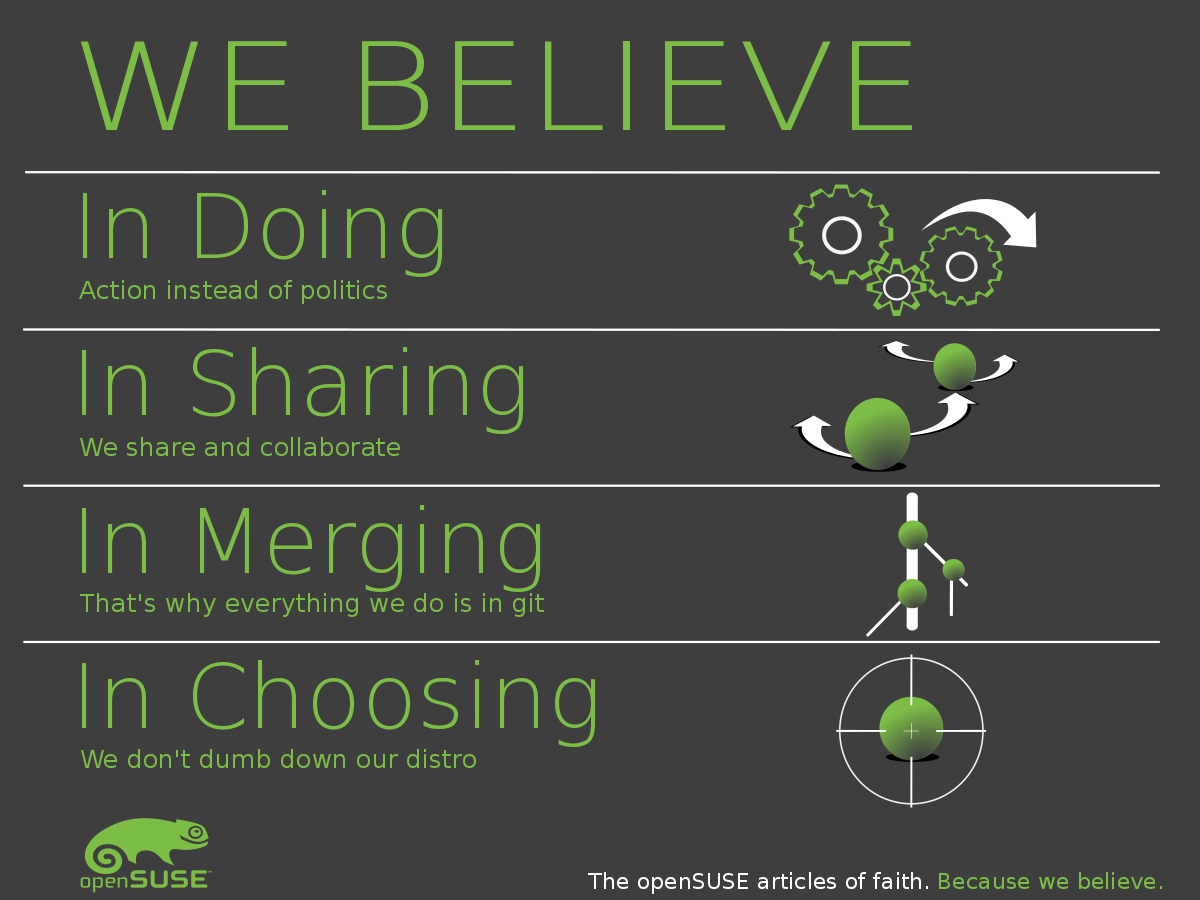 WE BELIEVE
In Doing
Action instead of politics
In Sharing
We share and collaborate
In Merging
That's why everything we do is in git
In Choosing
We don't dumb down our distro
openSUSE
The openSUSE articles of faith. Because we believe.